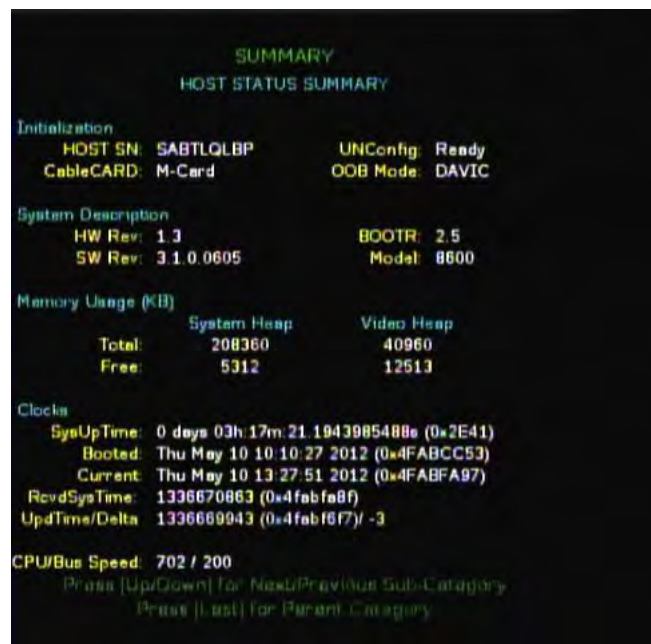 SUMMARY
HOST STATUS SUMMARY
Initialization
HOST SN: SABTLQLBP UNConfig: Ready
CableCARD: M-Card OOB Mode: DAVIC
System Description
HW Rev: 1.3 BOOTR: 2.5
SW Rev: 3.1.0.0605 Model: 8600
Memory Usage (KB)
System Heap Video Heap
Total: 208360 40960
Free: 5312 12513
Clocks
SysUpTime: 0 days 03h:17m:21.1943985488s (0x2E41)
Booted: Thu May 10 10:10:27 2012 (0x4FABCC53)
Current: Thu May 10 13:27:51 2012 (0x4FABFA97)
RcvdSysTime: 1336670863 (0x4fabfa8f)
UpdTime/Delta 1336669943 (0x4fabf6f7)/ -3
CPU/Bus Speed: 702 / 200
Press [Up/Down] for Next/Previous Sub-Category
Press [Last] for Parent Category